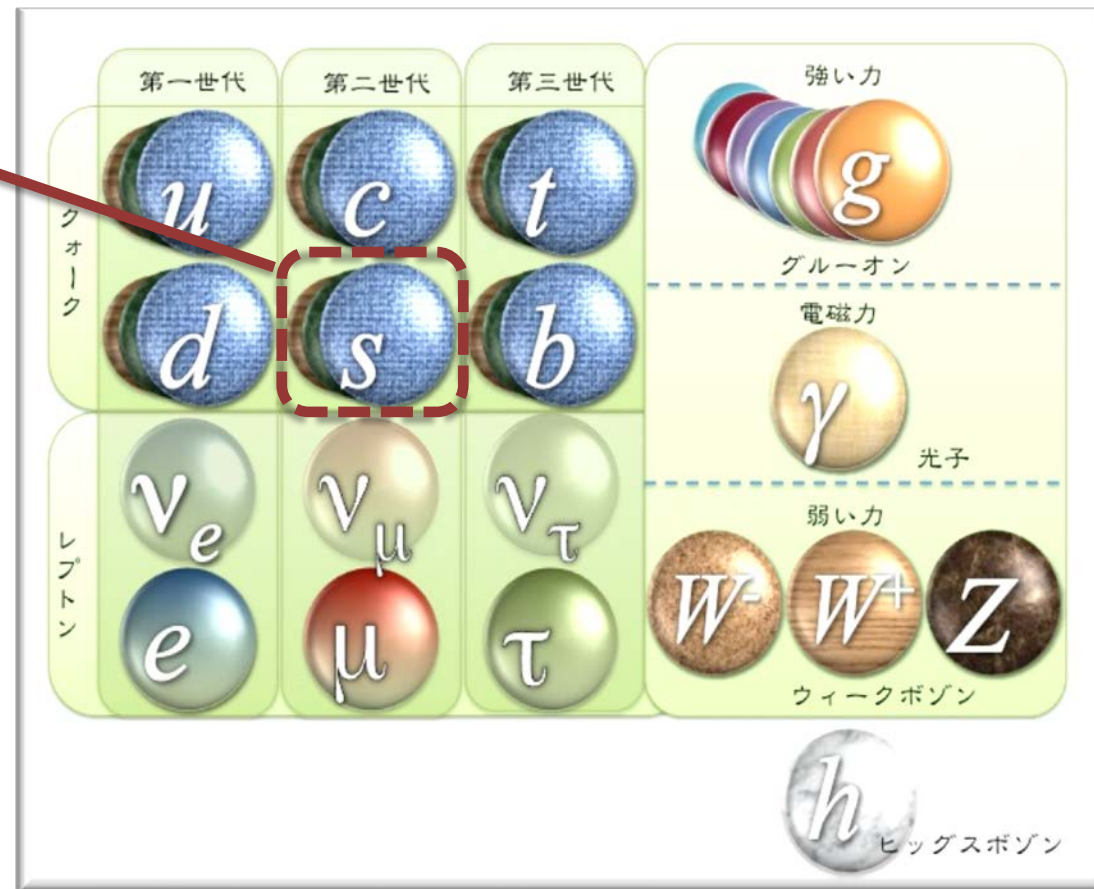 第一世代 第二世代 第三世代
強い力
クォーク
u c t
g
グルーオン
d s b
電磁力
γ
光子
レプトン
νe νμ ντ
弱い力
e μ τ
W- W+ Z
ウィークボゾン
h
ヒッグスボゾン